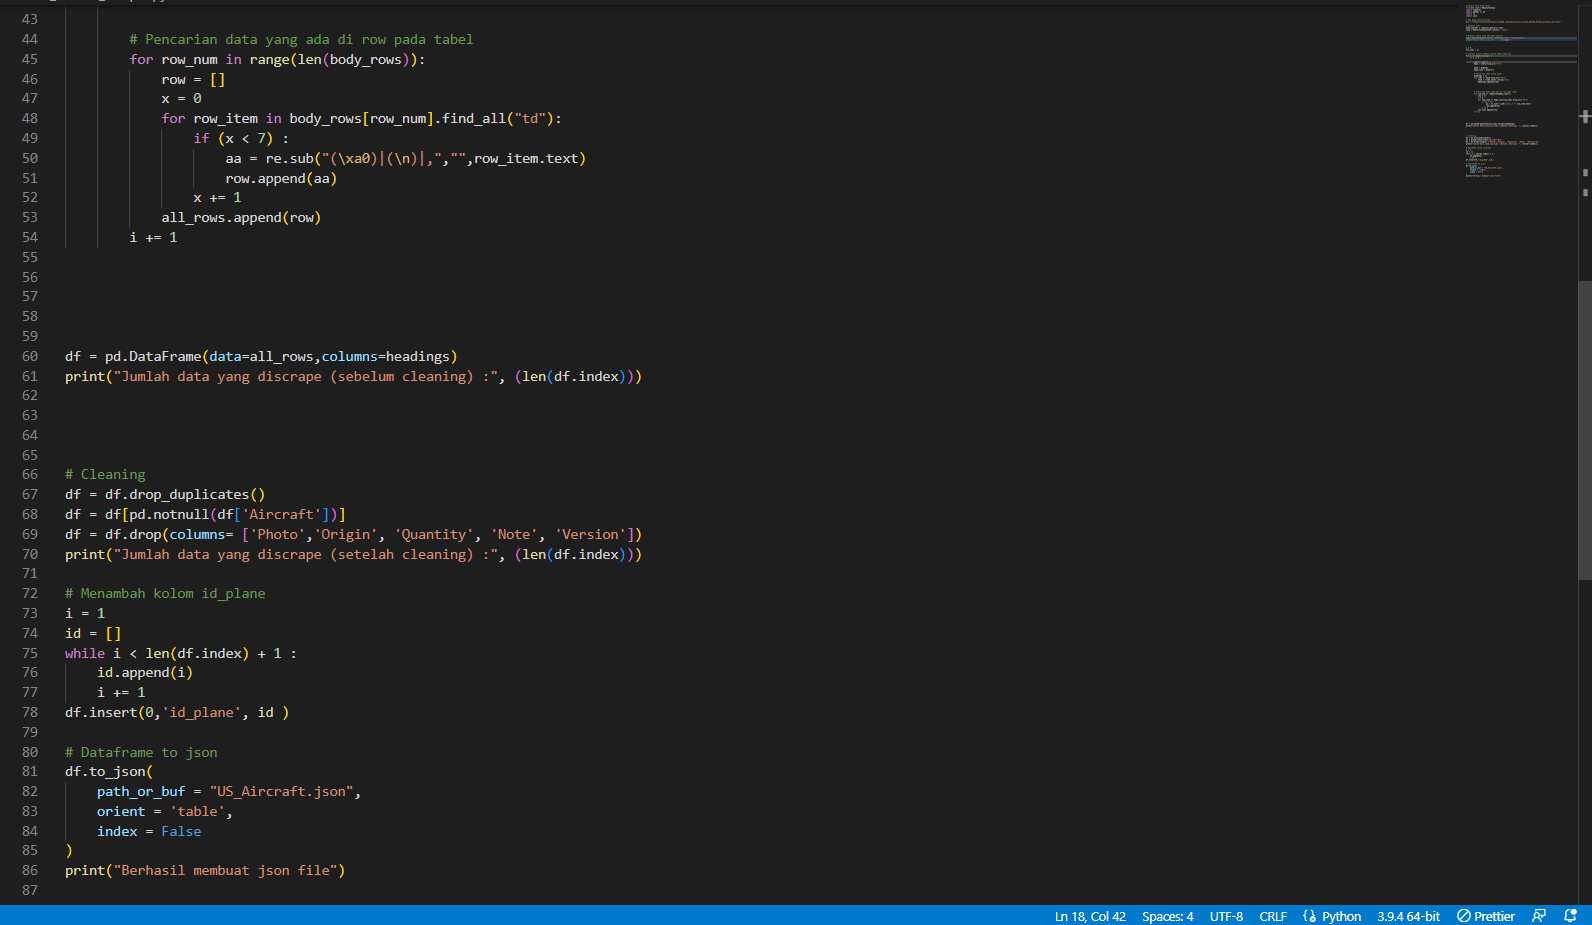 43
44 # Pencarian data yang ada di row pada tabel
45 for row_num in range(len(body_rows)):
46 row = []
47 x = 0
48 for row_item in body_rows[row_num].find_all("td"):
49 if (x < 7) :
50 aa = re.sub("(\xa0)|(\n)|,","",row_item.text)
51 row.append(aa)
52 x += 1
53 all_rows.append(row)
54 i += 1
55
56
57
58
59
60 df = pd.DataFrame(data=all_rows,columns=headings)
61 print("Jumlah data yang discrape (sebelum cleaning) :", (len(df.index)))
62
63
64
65
66 # Cleaning
67 df = df.drop_duplicates()
68 df = df[pd.notnull(df['Aircraft'])]
69 df = df.drop(columns= ['Photo','Origin', 'Quantity', 'Note', 'Version'])
70 print("Jumlah data yang discrape (setelah cleaning) :", (len(df.index)))
71
72 # Menambah kolom id_plane
73 i = 1
74 id = []
75 while i < len(df.index) + 1 :
76 id.append(i)
77 i += 1
78 df.insert(0,'id_plane', id )
79
80 # Dataframe to json
81 df.to_json(
82 path_or_buf = "US_Aircraft.json",
83 orient = 'table',
84 index = False
85 )
86 print("Berhasil membuat json file")
87
Ln 18, Col 42 Spaces: 4 UTF-8 CRLF Python 3.9.4 64-bit Prettier